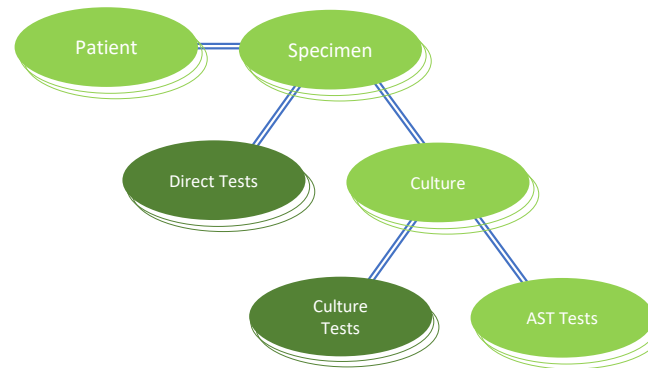 Patient
Specimen
Direct Tests
Culture
Culture
Tests
AST Tests